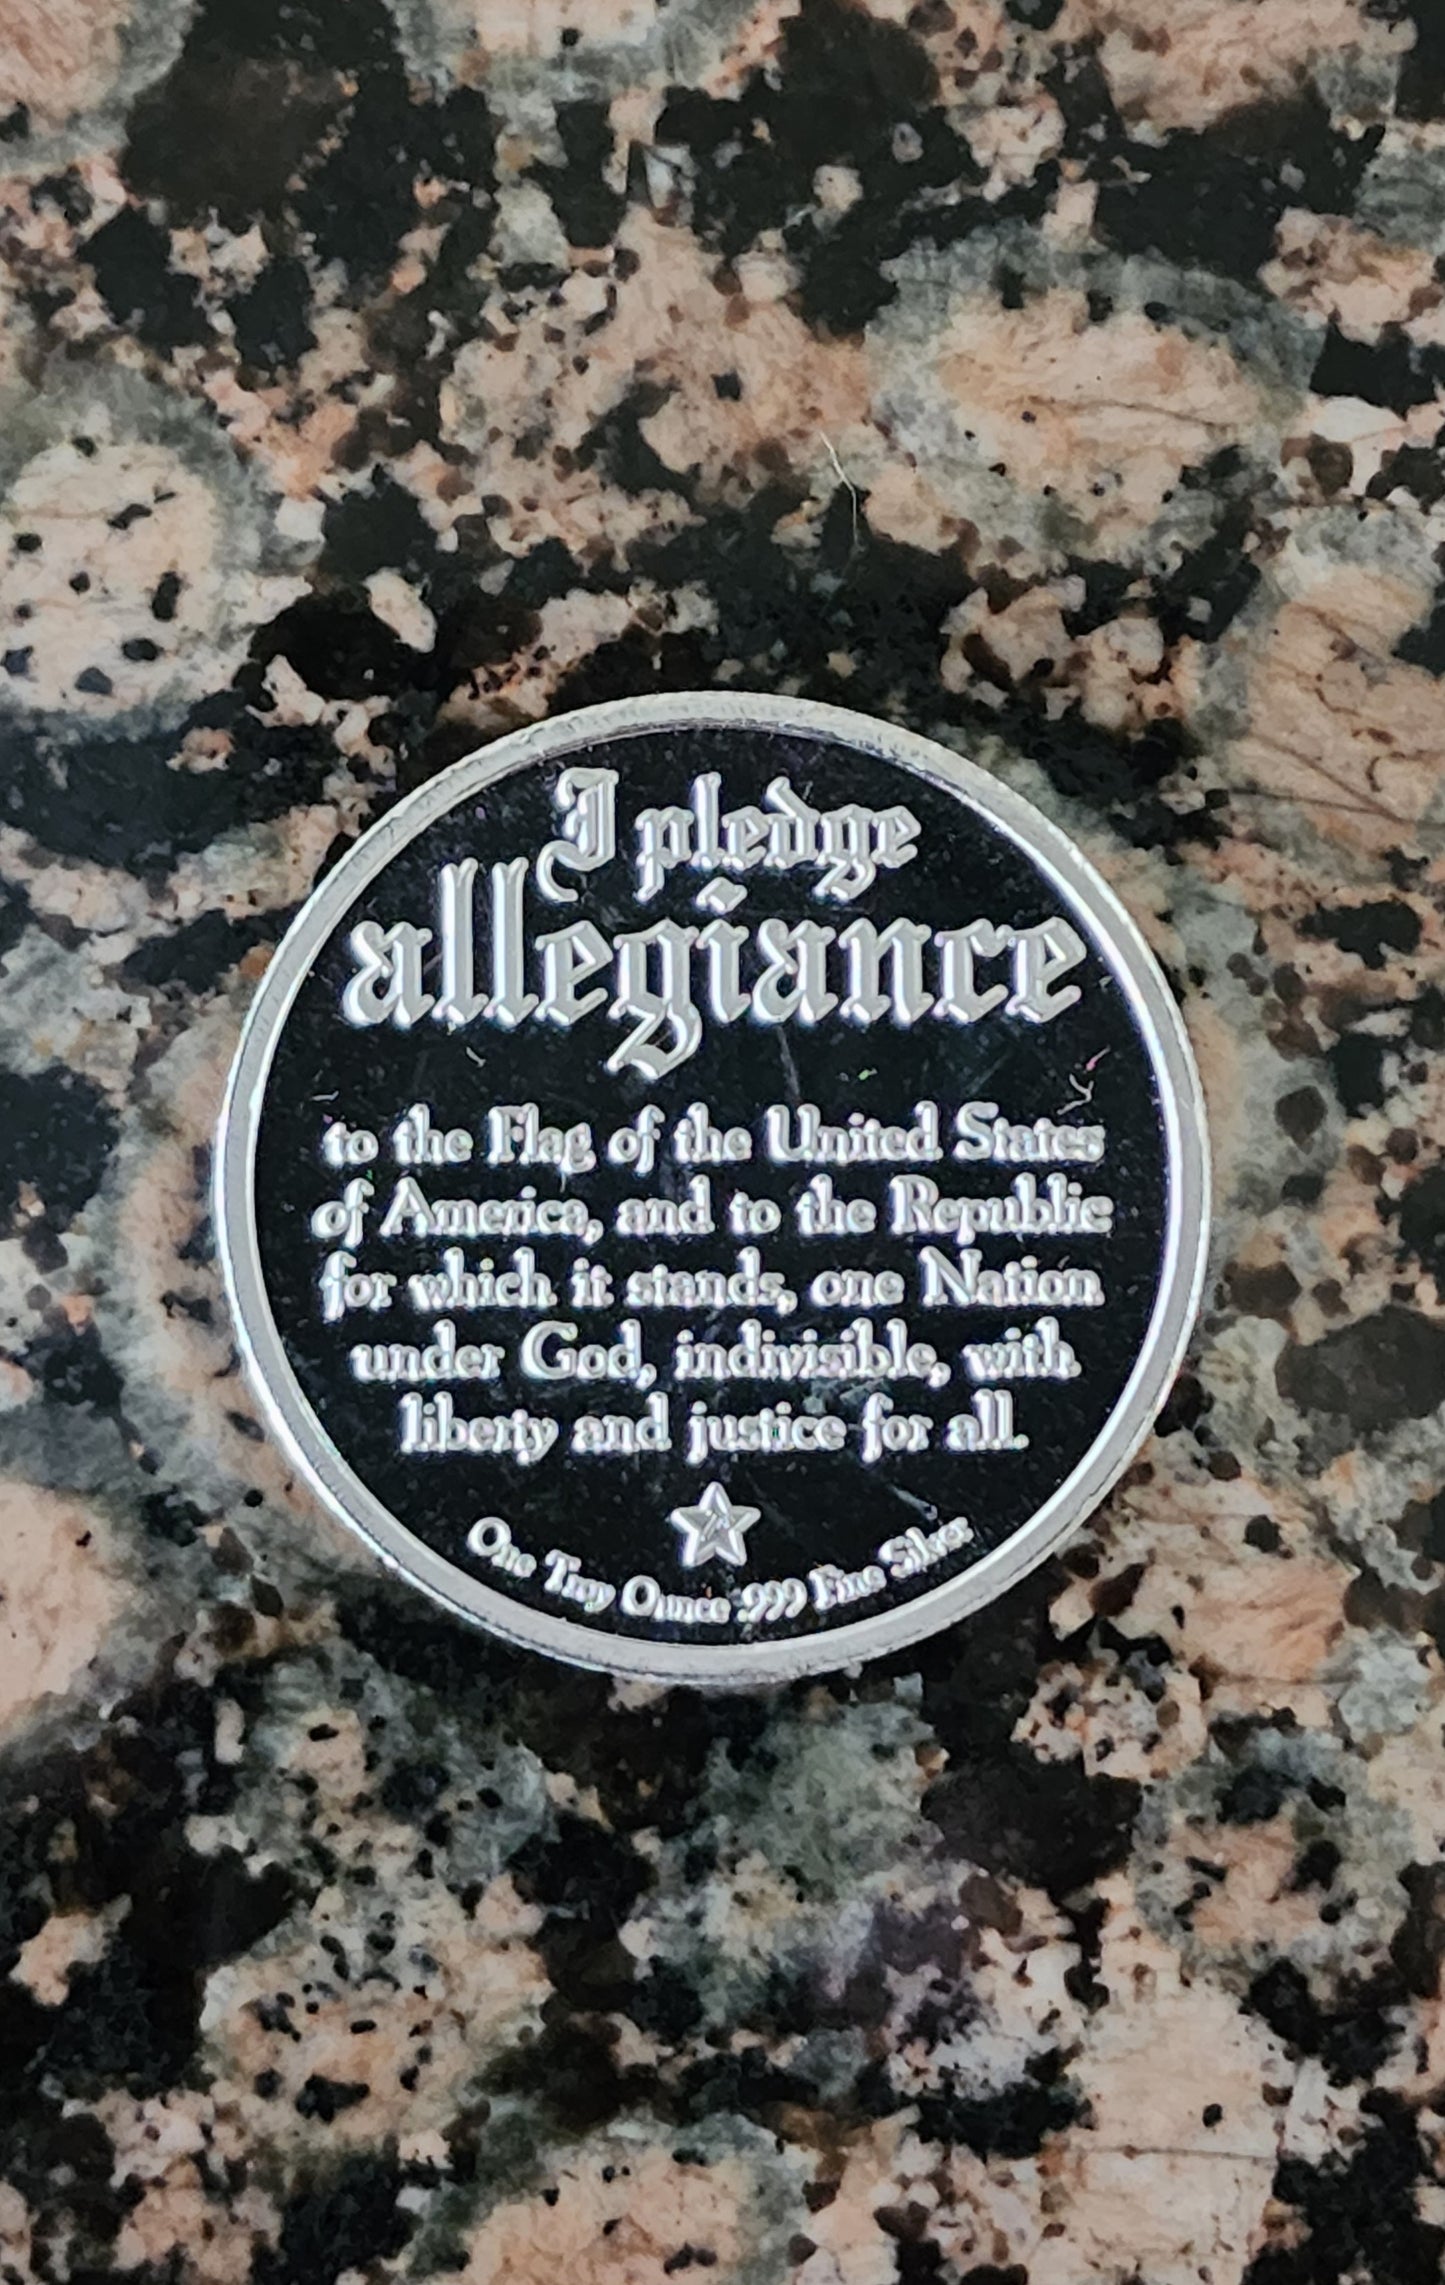 I pledge
allegiance
to the Flag of the United States
of America, and to the Republic
for which it stands, one Nation
under God, indivisible, with
liberty and justice for all.
One Troy Ounce .999 Fine Silver